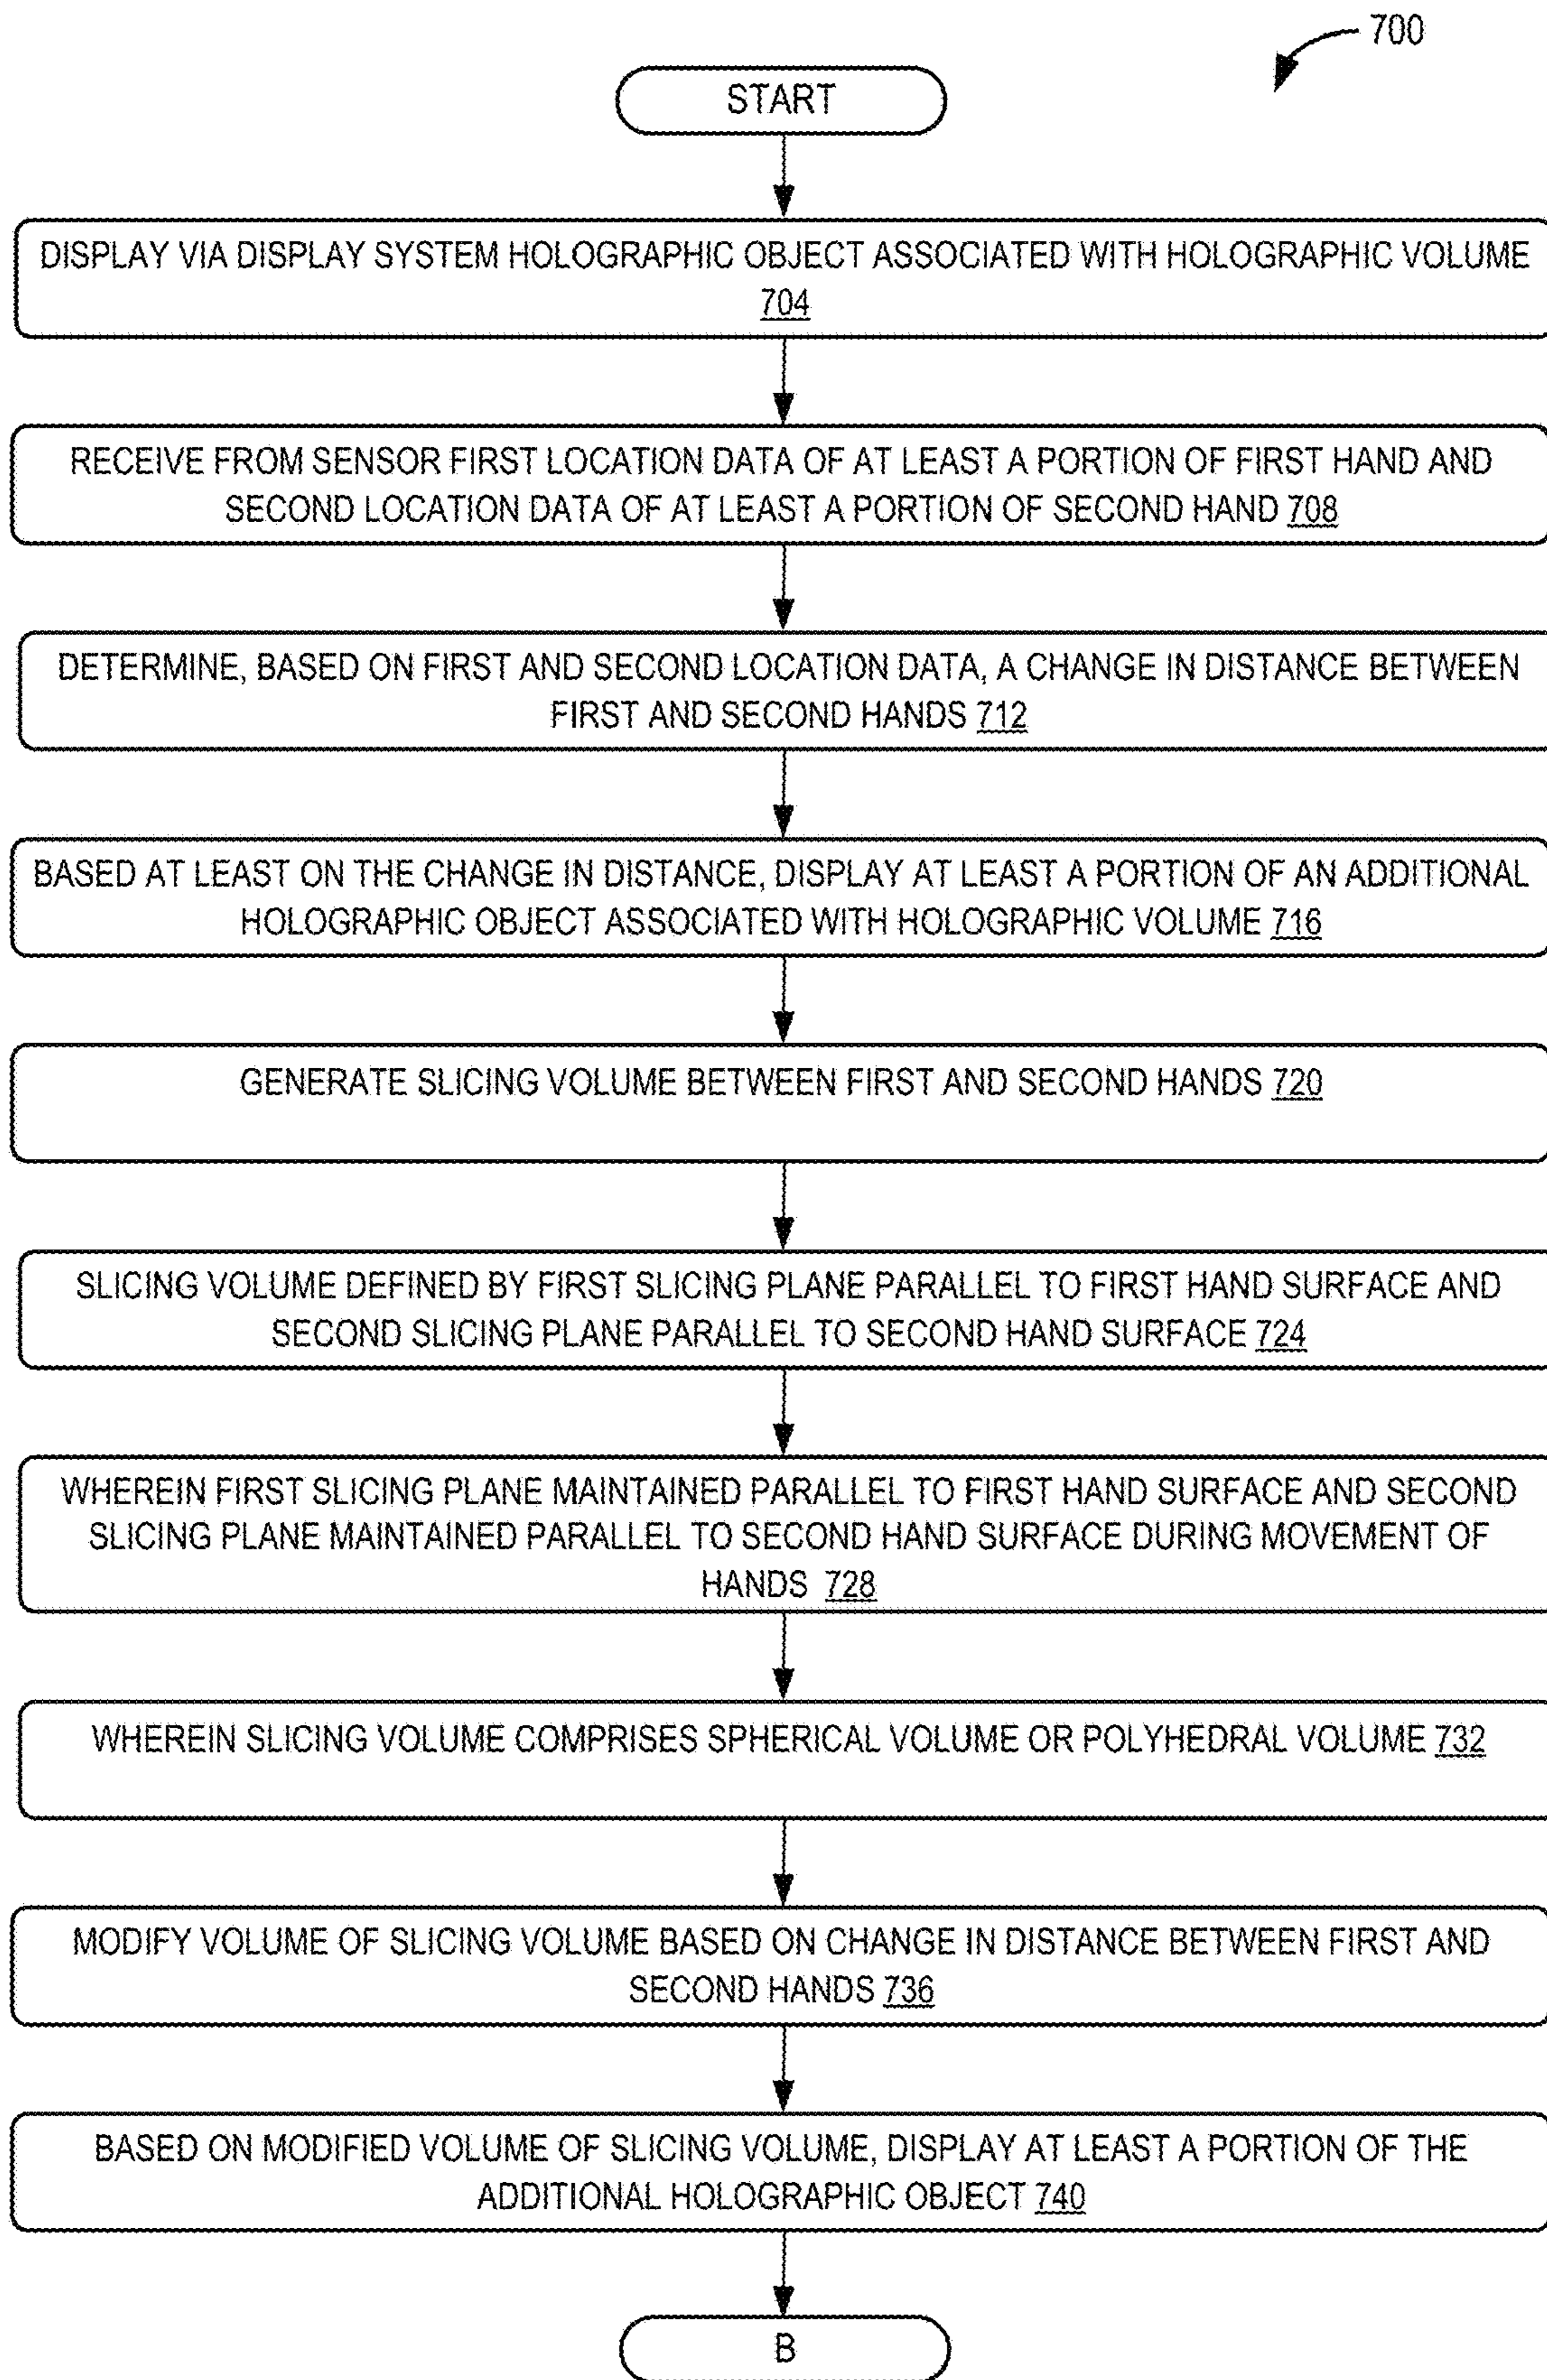 700
START
DISPLAY VIA DISPLAY SYSTEM HOLOGRAPHIC OBJECT ASSOCIATED WITH HOLOGRAPHIC VOLUME
704
RECEIVE FROM SENSOR FIRST LOCATION DATA OF AT LEAST A PORTION OF FIRST HAND AND
SECOND LOCATION DATA OF AT LEAST A PORTION OF SECOND HAND 708
DETERMINE, BASED ON FIRST AND SECOND LOCATION DATA, A CHANGE IN DISTANCE BETWEEN
FIRST AND SECOND HANDS 712
BASED AT LEAST ON THE CHANGE IN DISTANCE, DISPLAY AT LEAST A PORTION OF AN ADDITIONAL
HOLOGRAPHIC OBJECT ASSOCIATED WITH HOLOGRAPHIC VOLUME 716
GENERATE SLICING VOLUME BETWEEN FIRST AND SECOND HANDS 720
SLICING VOLUME DEFINED BY FIRST SLICING PLANE PARALLEL TO FIRST HAND SURFACE AND
SECOND SLICING PLANE PARALLEL TO SECOND HAND SURFACE 724
WHEREIN FIRST SLICING PLANE MAINTAINED PARALLEL TO FIRST HAND SURFACE AND SECOND
SLICING PLANE MAINTAINED PARALLEL TO SECOND HAND SURFACE DURING MOVEMENT OF
HANDS 728
WHEREIN SLICING VOLUME COMPRISES SPHERICAL VOLUME OR POLYHEDRAL VOLUME 732
MODIFY VOLUME OF SLICING VOLUME BASED ON CHANGE IN DISTANCE BETWEEN FIRST AND
SECOND HANDS 736
BASED ON MODIFIED VOLUME OF SLICING VOLUME, DISPLAY AT LEAST A PORTION OF THE
ADDITIONAL HOLOGRAPHIC OBJECT 740
B